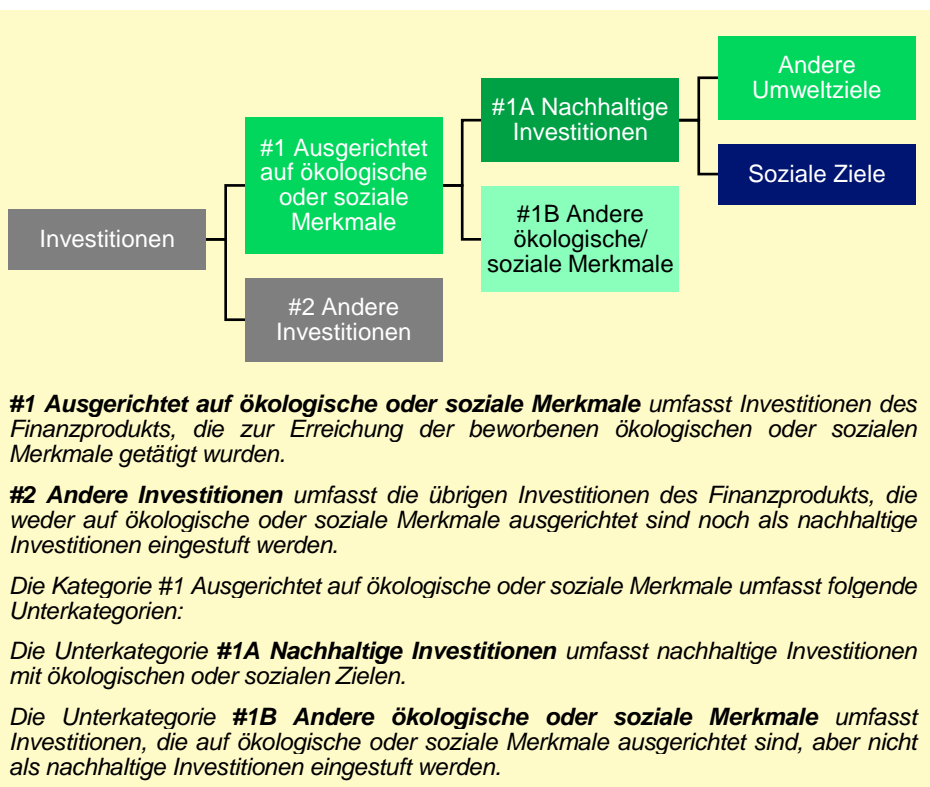 Andere
Umweltziele
#1A Nachhaltige
Investitionen
#1 Ausgerichtet
auf ökologische
oder soziale
Merkmale
Soziale Ziele
#1B Andere
ökologische/
soziale Merkmale
Investitionen
#2 Andere
Investitionen
#1 Ausgerichtet auf ökologische oder soziale Merkmale umfasst Investitionen des
Finanzprodukts, die zur Erreichung der beworbenen ökologischen oder sozialen
Merkmale getätigt wurden.
#2 Andere Investitionen umfasst die übrigen Investitionen des Finanzprodukts, die
weder auf ökologische oder soziale Merkmale ausgerichtet sind noch als nachhaltige
Investitionen eingestuft werden.
Die Kategorie #1 Ausgerichtet auf ökologische oder soziale Merkmale umfasst folgende
Unterkategorien:
Die Unterkategorie #1A Nachhaltige Investitionen umfasst nachhaltige Investitionen
mit ökologischen oder sozialen Zielen.
Die Unterkategorie #1B Andere ökologische oder soziale Merkmale umfasst
Investitionen, die auf ökologische oder soziale Merkmale ausgerichtet sind, aber nicht
als nachhaltige Investitionen eingestuft werden.